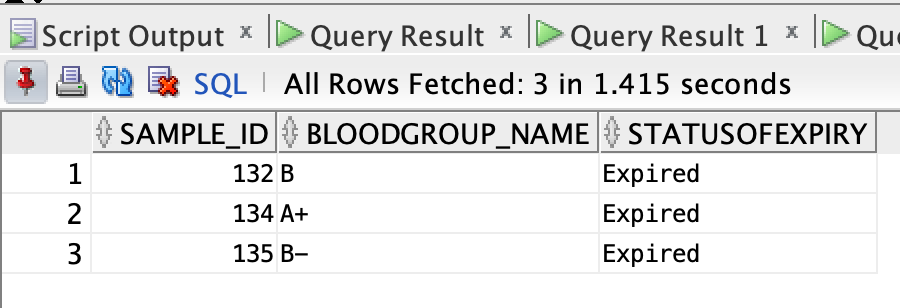 Script Output × Query Result × Query Result 1 × Qu
SQL All Rows Fetched: 3 in 1.415 seconds
SAMPLE_ID BLOODGROUP_NAME STATUSOFEXPIRY
1 132 B Expired
2 134 A+ Expired
3 135 B- Expired